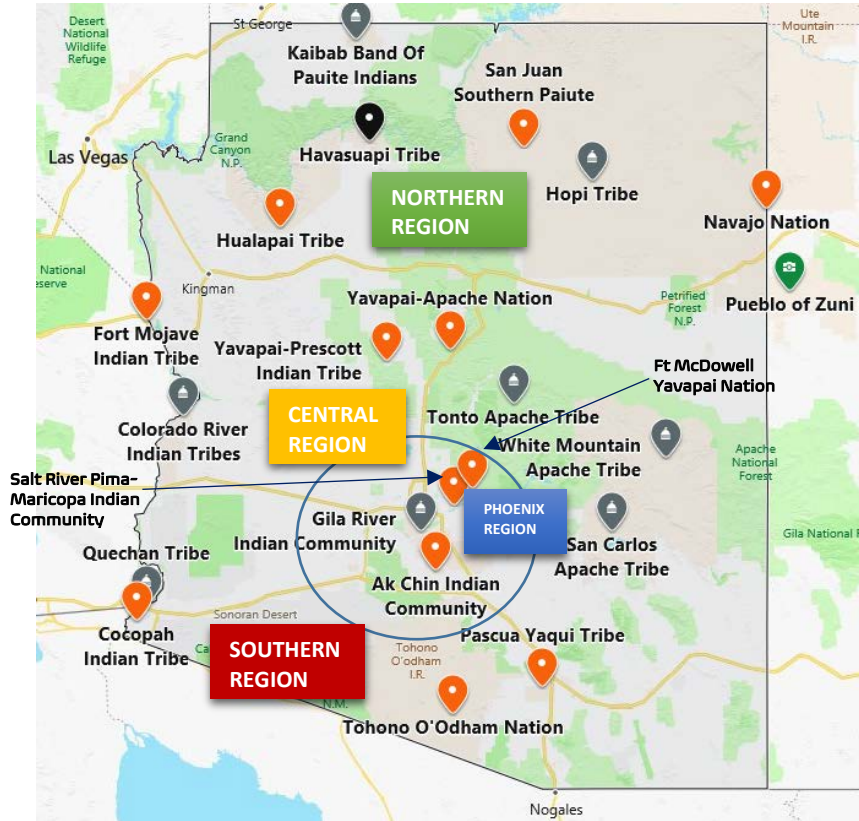 St George
Desert
National
Wildlife
Refuge
Ute
Mountain
I.R.
Kaibab Band Of
Pauite Indians
San Juan
Southern Paiute
Grand
Canyon
N.P.
Las Vegas
Havasuapi Tribe
Hopi Tribe
NORTHERN
REGION
Navajo Nation
Hualapai Tribe
National
eserve
Kingman
Yavapai-Apache Nation
Petrified
Forest
N.P.
Pueblo of Zuni
Fort Mojave
Indian Tribe
Yavapai-Prescott
Indian Tribe
Ft McDowell
Yavapai Nation
CENTRAL
REGION
Tonto Apache Tribe
Colorado River
Indian Tribes
White Mountain
Apache Tribe
Apache
National
Forest
Salt River Pima-
Maricopa Indian
Community
PHOENIX
REGION
Gila River
Indian Community
San Carlos
Apache Tribe
Gila National F
Quechan Tribe
Ak Chin Indian
Community
Sonoran Desert
Cocopah
Indian Tribe
Ca
SOUTHERN
REGION
Tohono
O'odham
I.R.
Pascua Yaqui Tribe
N.M.
Tohono O'Odham Nation
Nogales